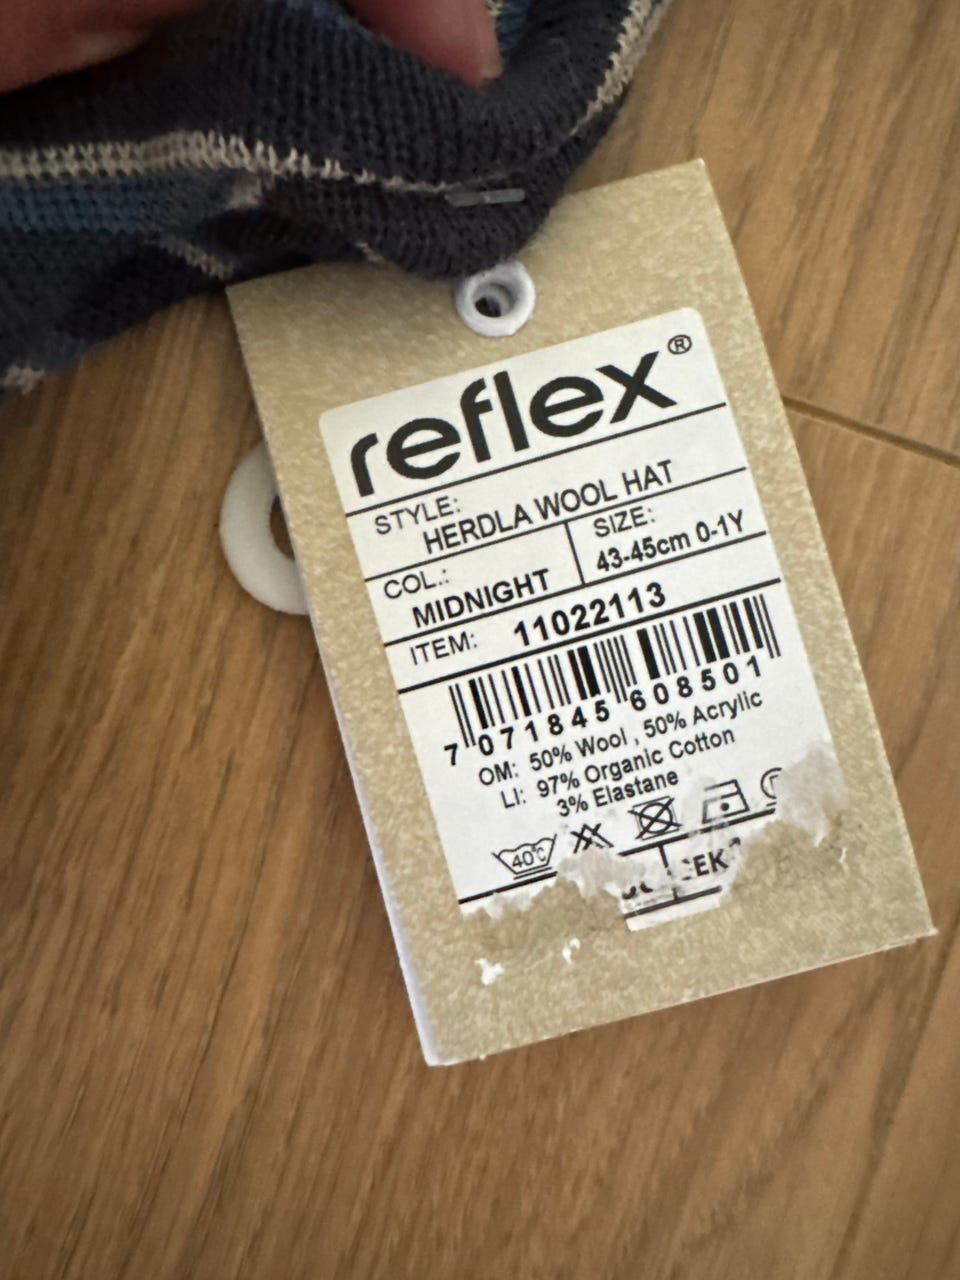 reflex®
STYLE:
HERDLA WOOL HAT
COL.:
MIDNIGHT
SIZE:
43-45cm 0-1Y
ITEM: 11022113
7 071845 608501
OM: 50% Wool , 50% Acrylic
LI: 97% Organic Cotton
3% Elastane
40°C